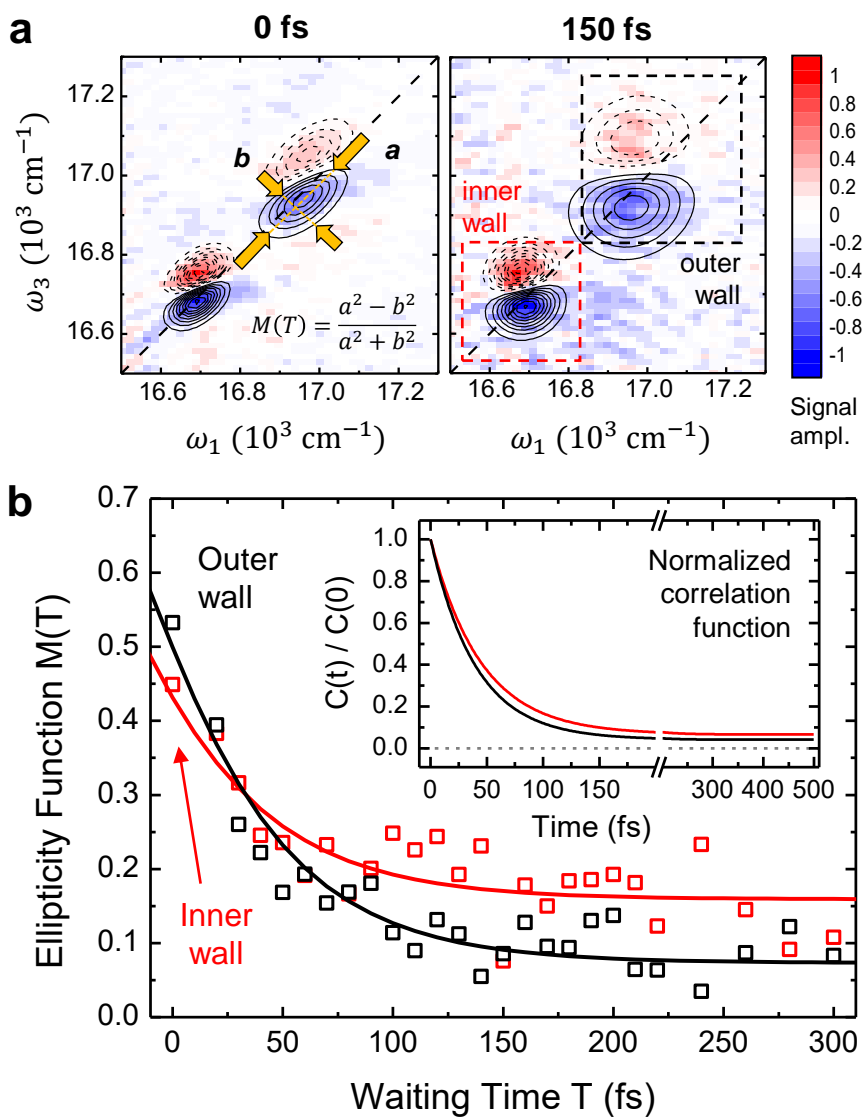 a
0 fs
150 fs
17.2
17.0
16.8
16.6
ω₃ (10³ cm⁻¹)
b
a
M(T) = (a² − b²) / (a² + b²)
inner
wall
outer
wall
16.6 16.8 17.0 17.2
16.6 16.8 17.0 17.2
ω₁ (10³ cm⁻¹)
ω₁ (10³ cm⁻¹)
1
0.8
0.6
0.4
0.2
0
-0.2
-0.4
-0.6
-0.8
-1
Signal
ampl.
b
0.7
0.6
0.5
0.4
0.3
0.2
0.1
0.0
Ellipticity Function M(T)
Outer
wall
Inner
wall
1.0
0.8
0.6
0.4
0.2
0.0
C(t) / C(0)
Normalized
correlation
function
0 50 100 150 300 400 500
Time (fs)
0 50 100 150 200 250 300
Waiting Time T (fs)